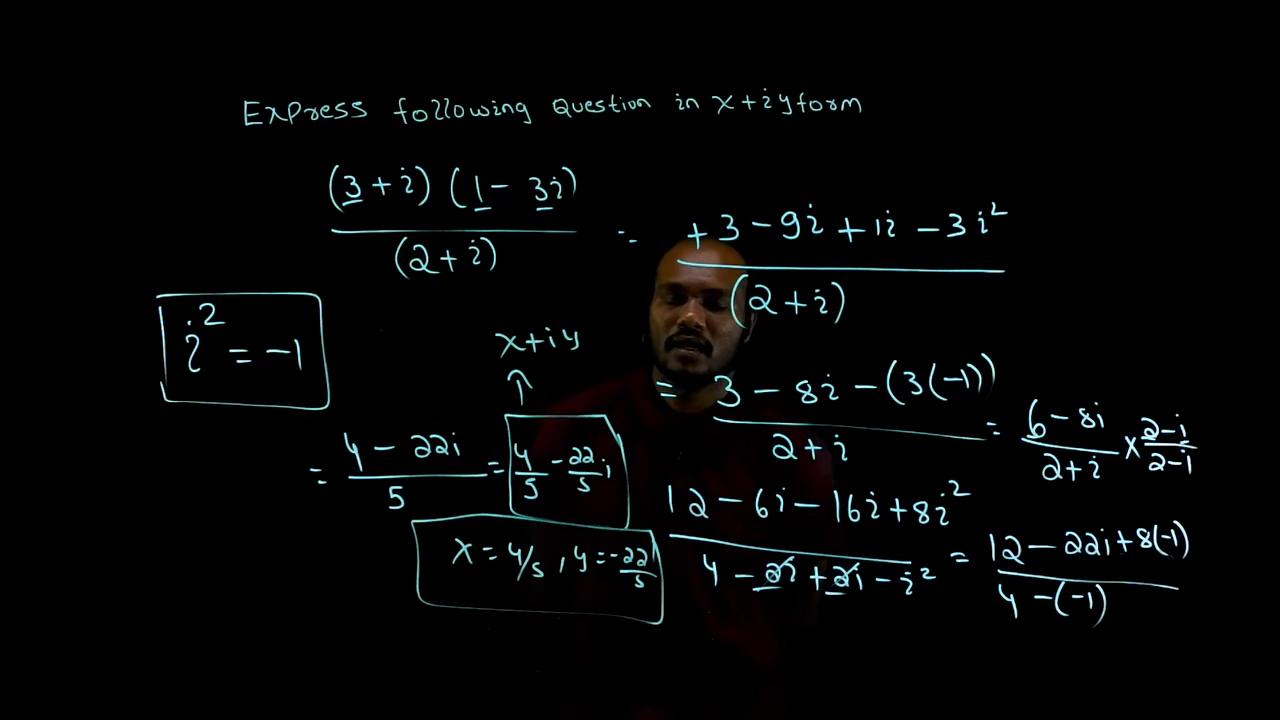 Express following Question in x+iy form
(3+i) (1-3i) / (2+i) = +3-9i+1i-3i² / (2+i)
i² = -1
= 3-8i-(3(-1)) / 2+i = 6-8i / 2+i × 2-i / 2-i
12-6i-16i+8i² / 4-2i+2i-i² = 12-22i+8(-1) / 4-(-1)
= 4-22i / 5 = 4/5 - 22/5 i
↑
x+iy
x = 4/5, y = -22/5